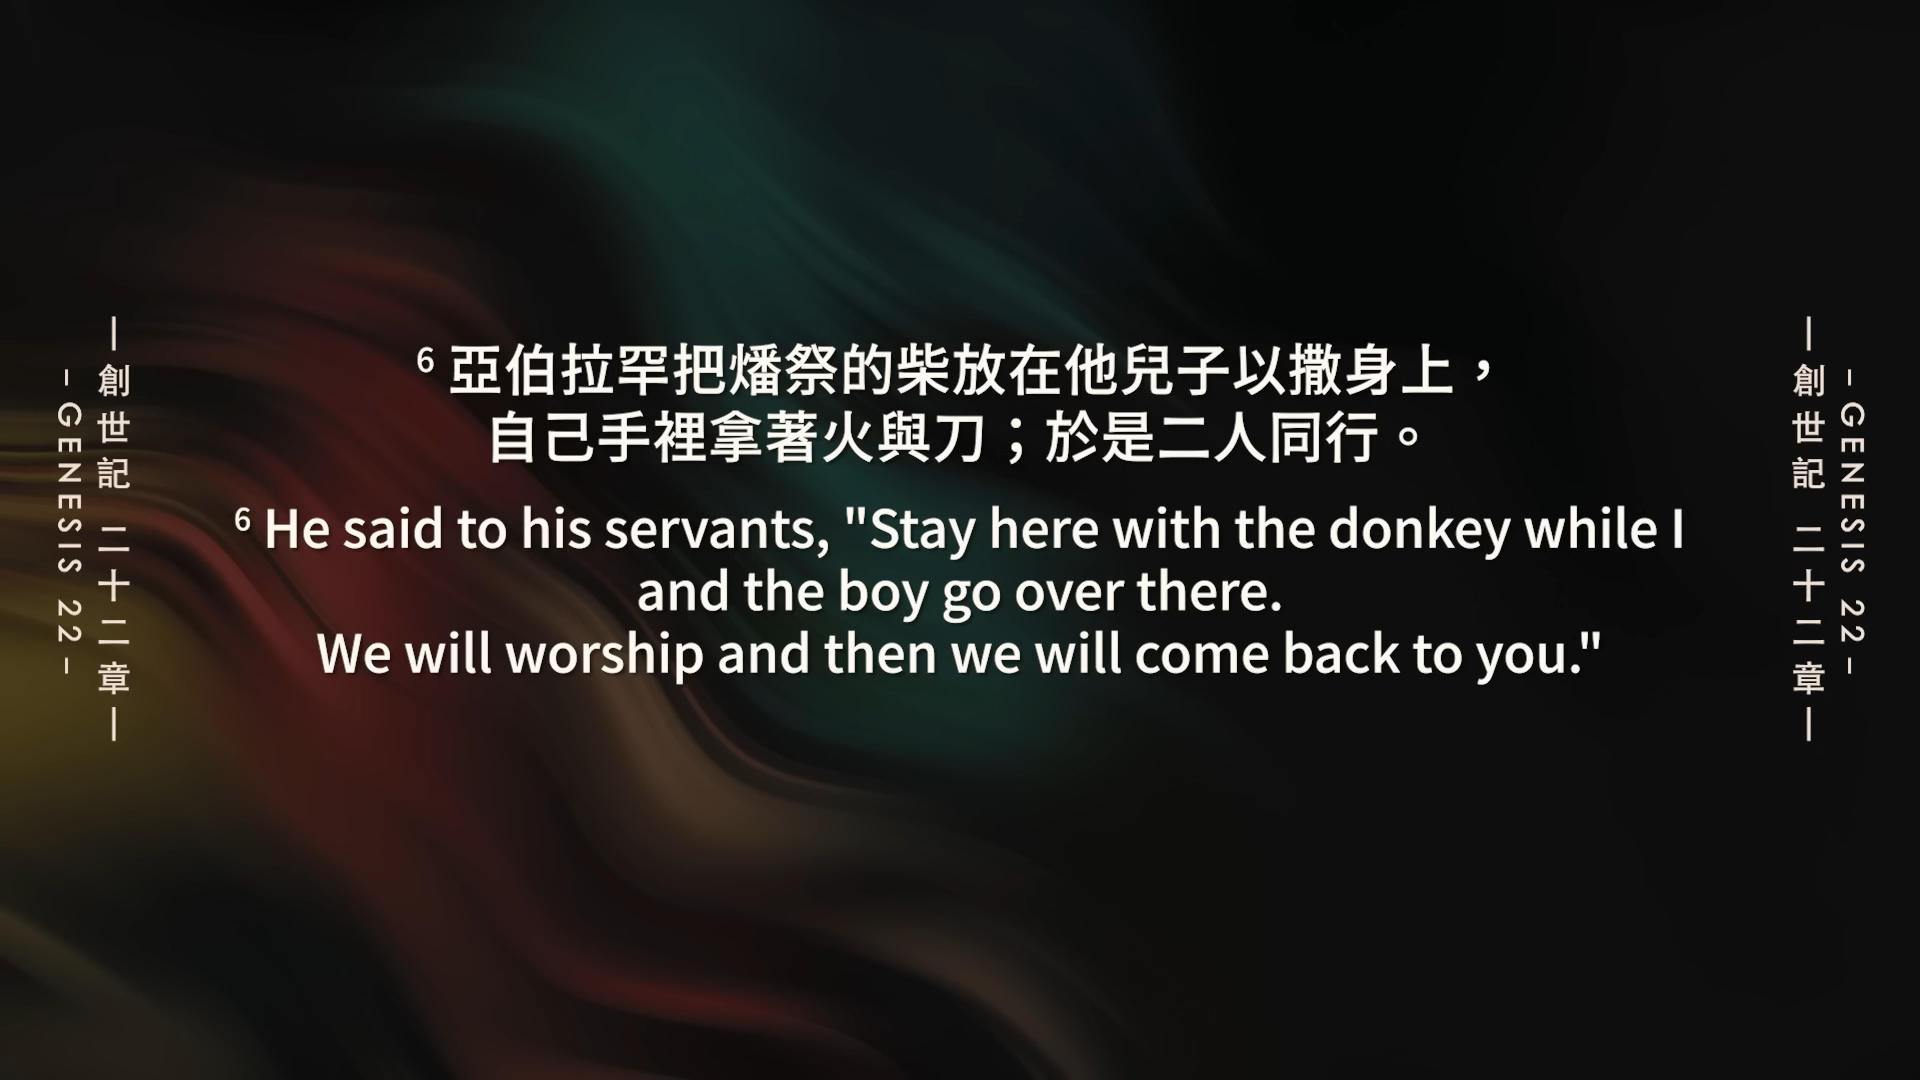 — 創世記 二十二章 —
– GENESIS 22 –
6 亞伯拉罕把燔祭的柴放在他兒子以撒身上，
自己手裡拿著火與刀；於是二人同行。
6 He said to his servants, "Stay here with the donkey while I
and the boy go over there.
We will worship and then we will come back to you."
— 創世記 二十二章 —
– GENESIS 22 –